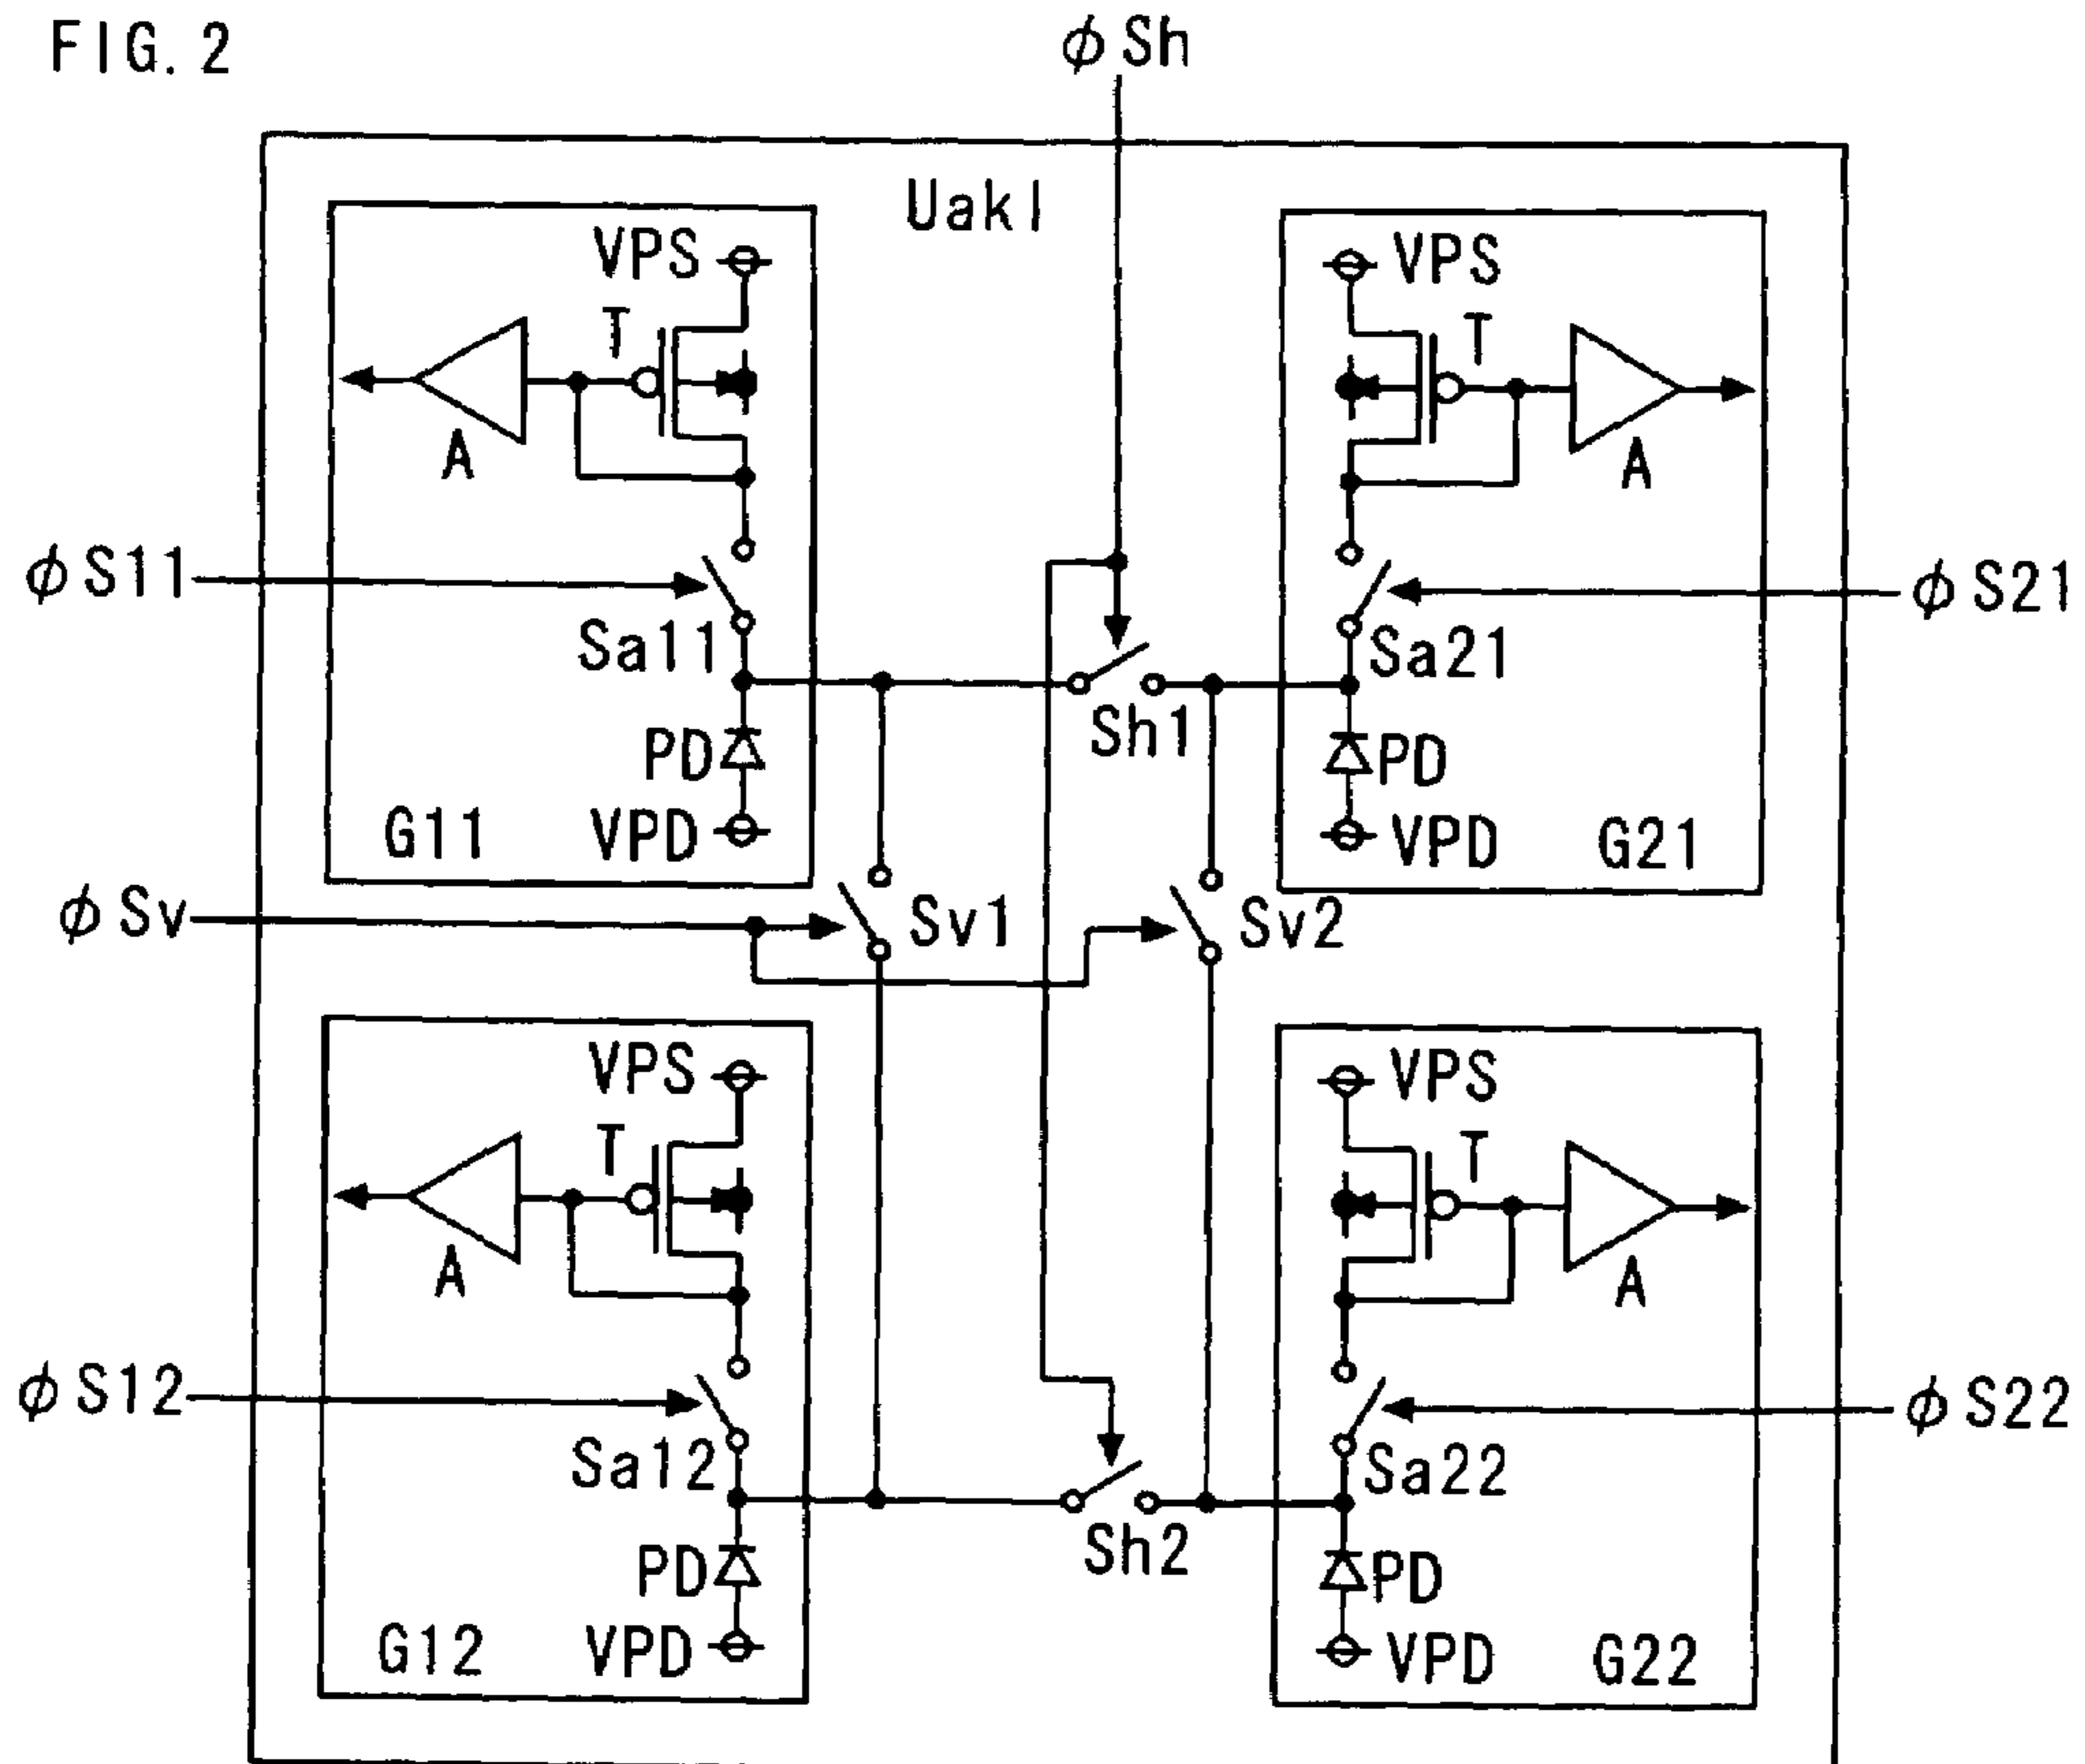 FIG. 2
φSh
Uakl
VPS
T
A
φS11
Sa11
PD
G11
VPD
VPS
T
A
φS21
Sa21
PD
VPD
G21
Sh1
φSv
Sv1
Sv2
VPS
T
A
φS12
Sa12
PD
G12
VPD
VPS
T
A
φS22
Sa22
PD
VPD
G22
Sh2